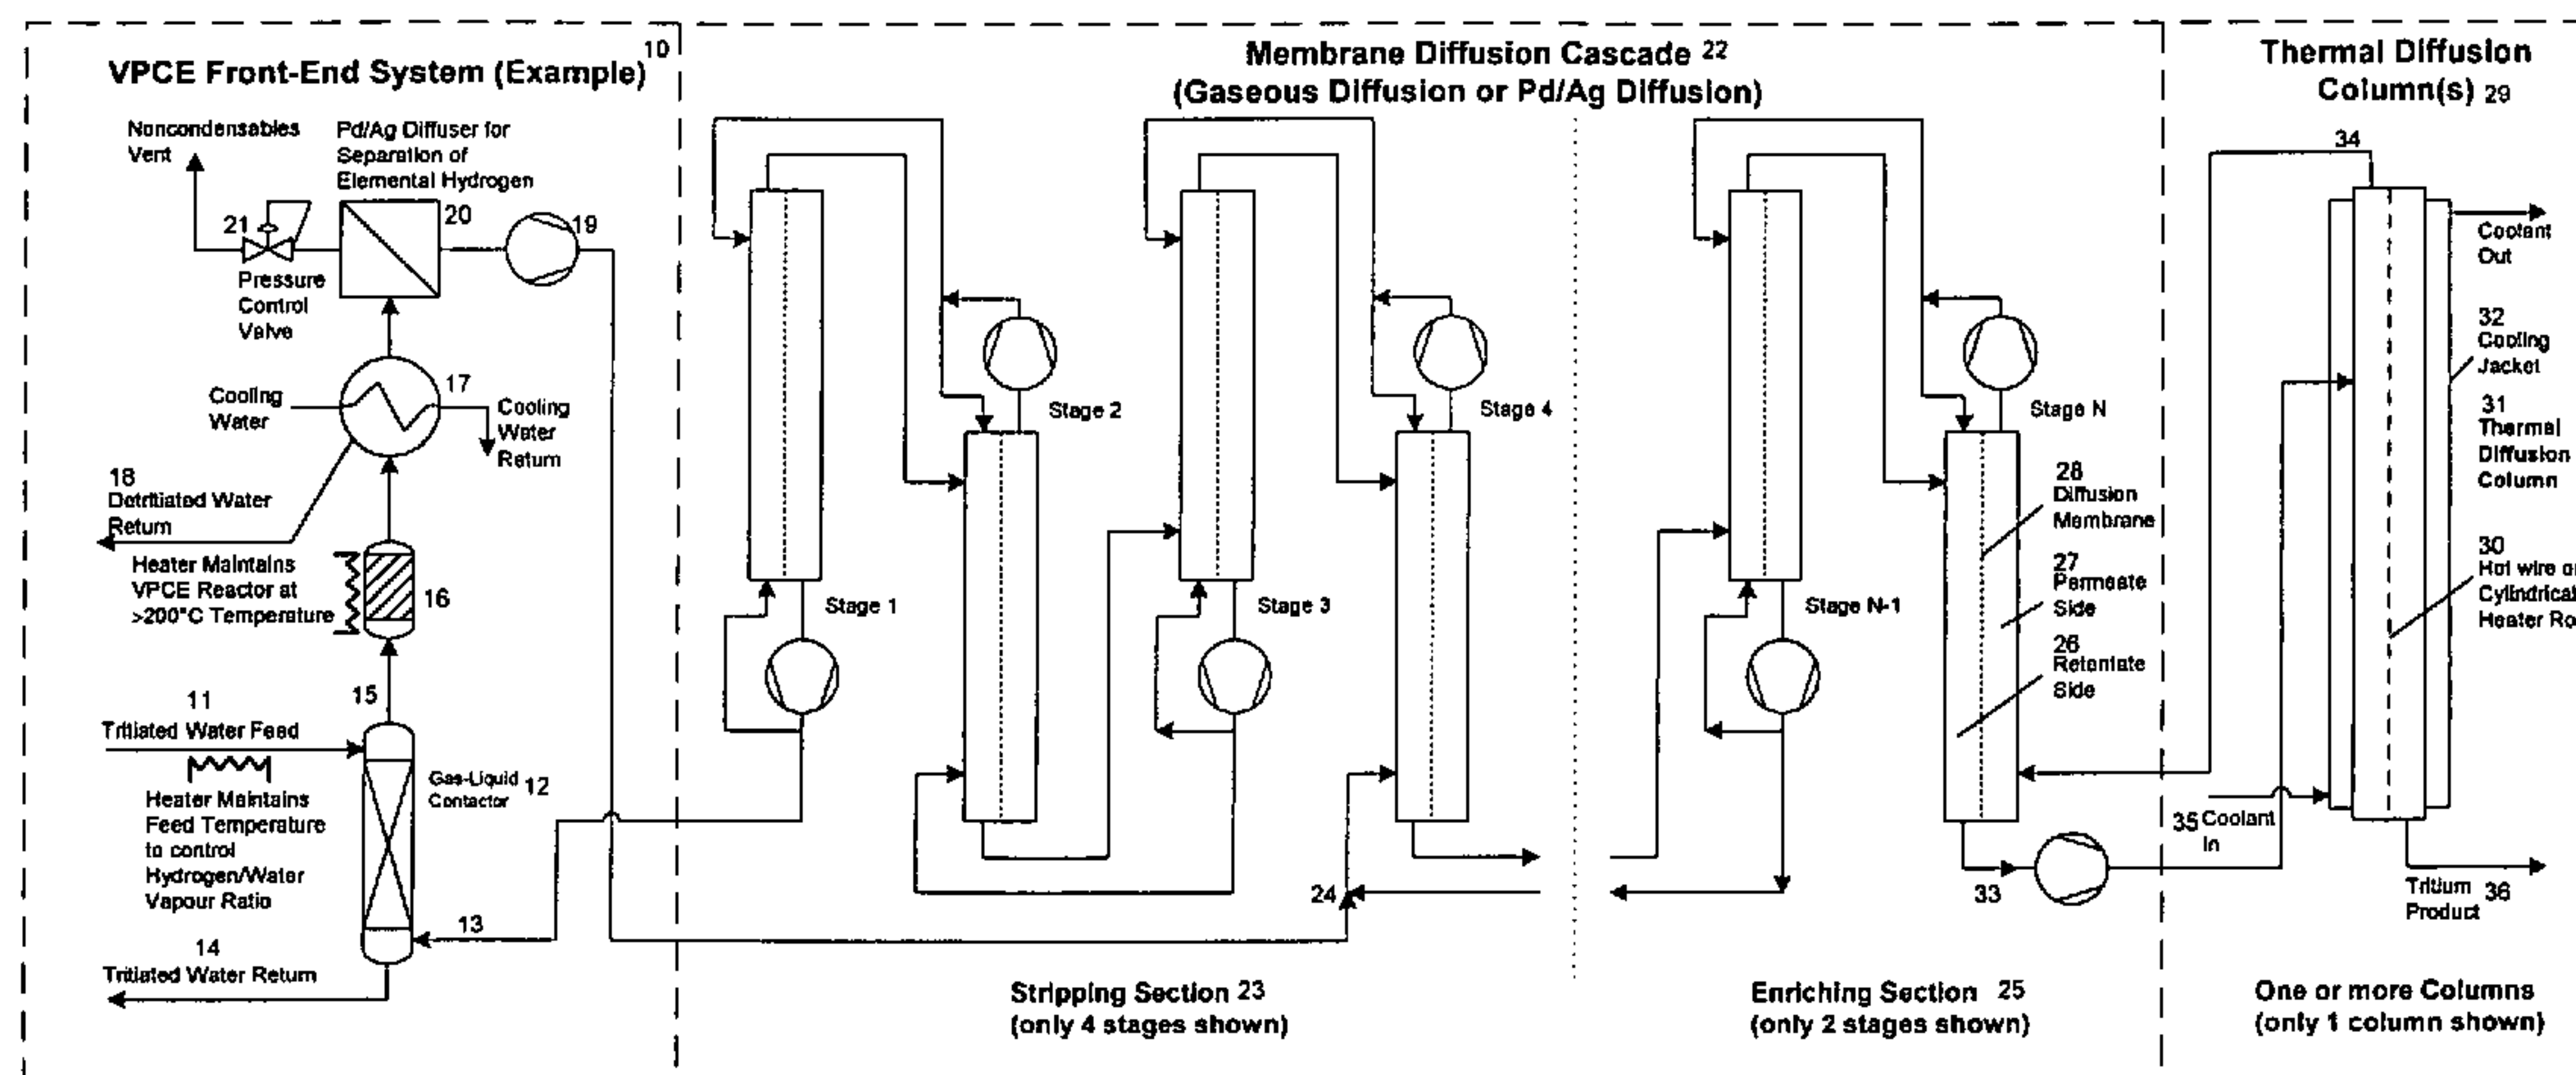 VPCE Front-End System (Example) 10
Noncondensables
Vent
Pd/Ag Diffuser for
Separation of
Elemental Hydrogen
21
20
19
Pressure
Control
Valve
Cooling
Water
17
Cooling
Water
Return
18
Detritiated Water
Return
Heater Maintains
VPCE Reactor at
>200°C Temperature
16
15
11
Tritiated Water Feed
Heater Maintains
Feed Temperature
to control
Hydrogen/Water
Vapour Ratio
Gas-Liquid 12
Contactor
13
14
Tritiated Water Return
Membrane Diffusion Cascade 22
(Gaseous Diffusion or Pd/Ag Diffusion)
Stage 1
Stage 2
Stage 3
Stage 4
Stage N-1
Stage N
28
Diffusion
Membrane
27
Permeate
Side
26
Retentate
Side
24
33
Stripping Section 23
(only 4 stages shown)
Enriching Section 25
(only 2 stages shown)
Thermal Diffusion
Column(s) 29
34
Coolant
Out
32
Cooling
Jacket
31
Thermal
Diffusion
Column
30
Hot wire
Cylindrical
Heater
35 Coolant
In
Tritium 36
Product
One or more Columns
(only 1 column shown)